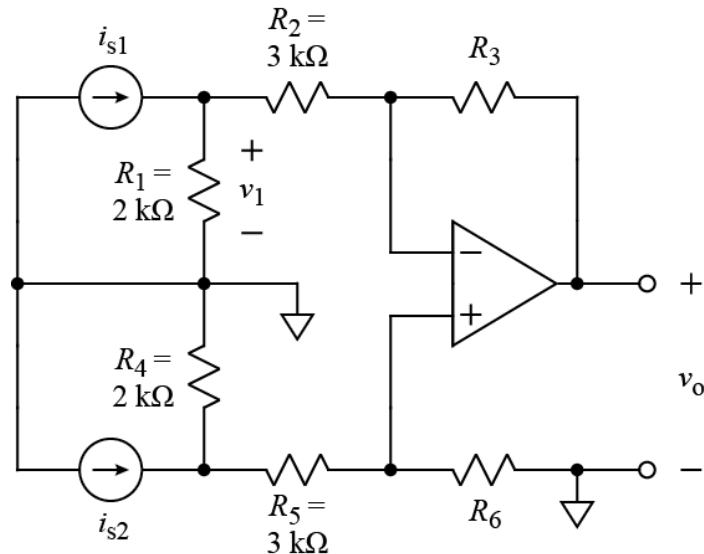 i_s1
R_2 =
3 kΩ
R_3
R_1 =
2 kΩ
+
v_1
−
−
+
+
v_o
−
R_4 =
2 kΩ
i_s2
R_5 =
3 kΩ
R_6